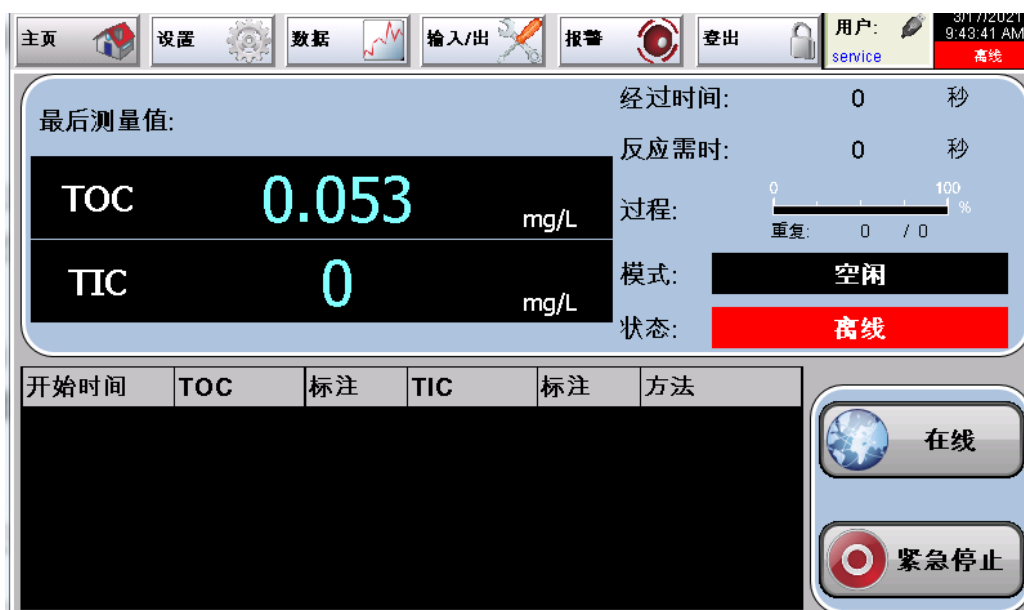 主页 设置 数据 输入/出 报警 登出 用户: service
3/17/2021
9:43:41 AM
离线
最后测量值:
TOC 0.053 mg/L
TIC 0 mg/L
经过时间: 0 秒
反应需时: 0 秒
过程: 0 100 %
重复: 0 / 0
模式: 空闲
状态: 离线
开始时间 TOC 标注 TIC 标注 方法
在线
紧急停止